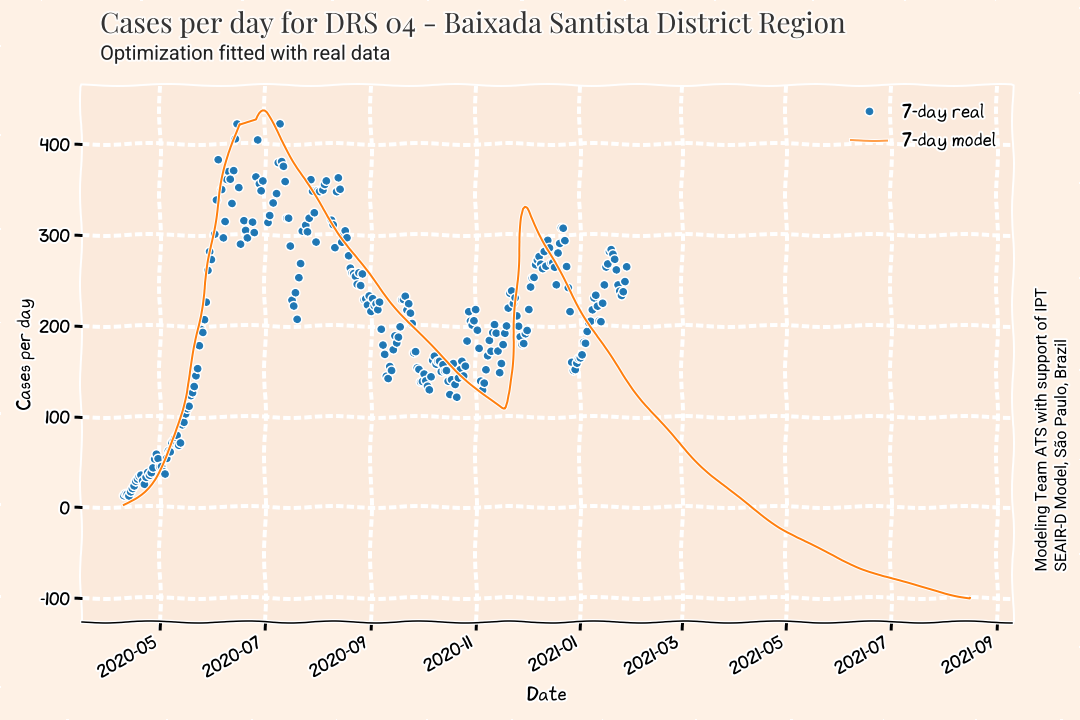 Cases per day for DRS 04 - Baixada Santista District Region
Optimization fitted with real data
7-day real
7-day model
400
300
200
100
0
-100
Cases per day
2020-05
2020-07
2020-09
2020-11
2021-01
2021-03
2021-05
2021-07
2021-09
Date
Modeling Team ATS with support of IPT
SEAIR-D Model, São Paulo, Brazil